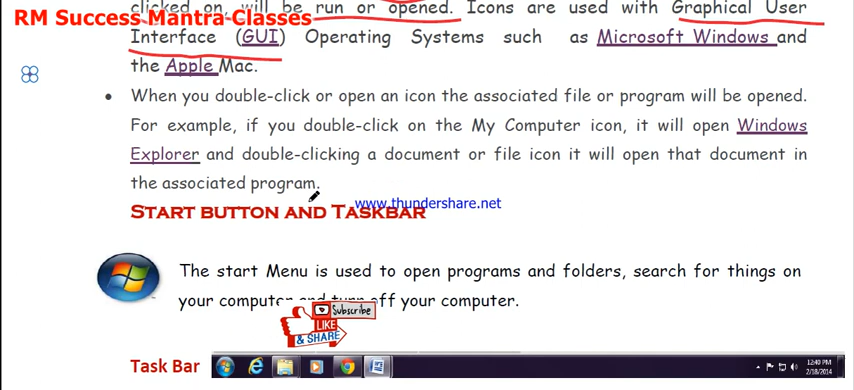 clicked on, will be run or opened. Icons are used with Graphical User
RM Success Mantra Classes
Interface (GUI) Operating Systems such as Microsoft Windows and
the Apple Mac.
• When you double-click or open an icon the associated file or program will be opened.
For example, if you double-click on the My Computer icon, it will open Windows
Explorer and double-clicking a document or file icon it will open that document in
the associated program.
www.thundershare.net
START BUTTON AND TASKBAR
The start Menu is used to open programs and folders, search for things on
your computer and turn off your computer.
Subscribe
LIKE
& SHARE
Task Bar
12:40 PM
2/18/2014